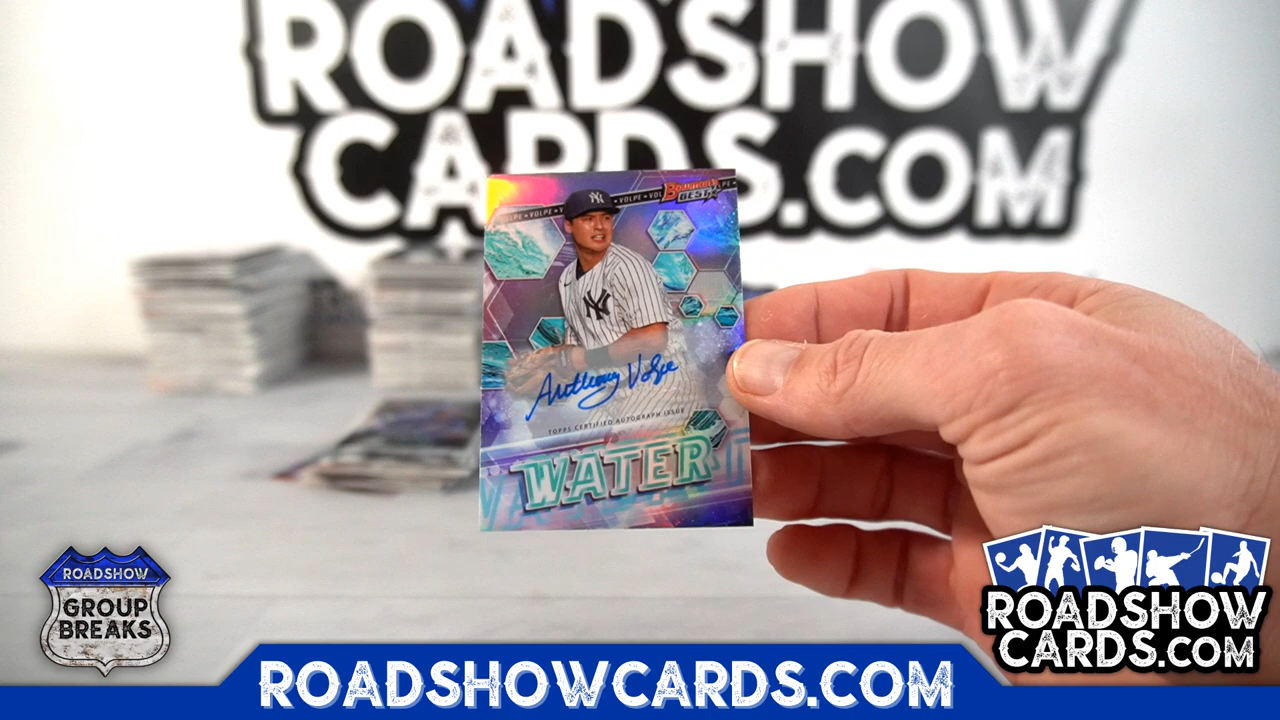 ROADSHOW
CARDS.COM
VOLPE • VOLPE • V
VOLPE
BOWMAN'S
BEST
NY
NY
Anthony Volpe
TOPPS CERTIFIED AUTOGRAPH ISSUE
WATER
ROADSHOW
GROUP
BREAKS
ROADSHOW
CARDS.COM
ROADSHOWCARDS.COM